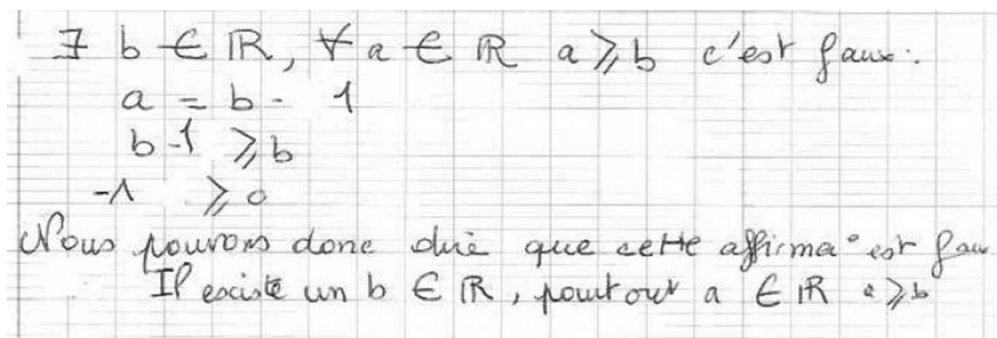 ∃ b ∈ ℝ, ∀ a ∈ ℝ a ⩾ b c'est faux.
a = b - 1
b-1 ⩾ b
-1 ⩾ 0
Nous pouvons donc dire que cette affirma° est fau
Il existe un b ∈ ℝ, pour tout a ∈ ℝ a ⩾ b